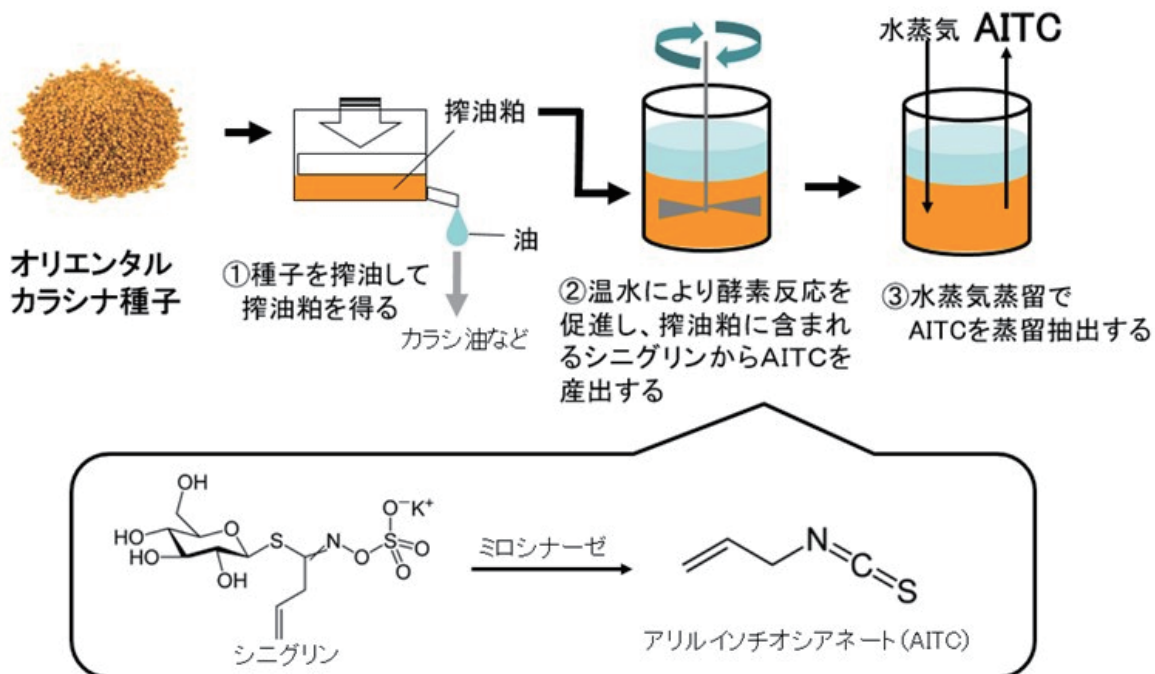 オリエンタル
カラシナ種子
搾油粕
油
①種子を搾油して
搾油粕を得る
カラシ油など
②温水により酵素反応を
促進し、搾油粕に含まれ
るシニグリンからAITCを
産出する
水蒸気 AITC
③水蒸気蒸留で
AITCを蒸留抽出する
OH
HO
HO
OH
O
S
N
O
S
O⁻K⁺
O
O
シニグリン
ミロシナーゼ
N
C
S
アリルイソチオシアネート(AITC)